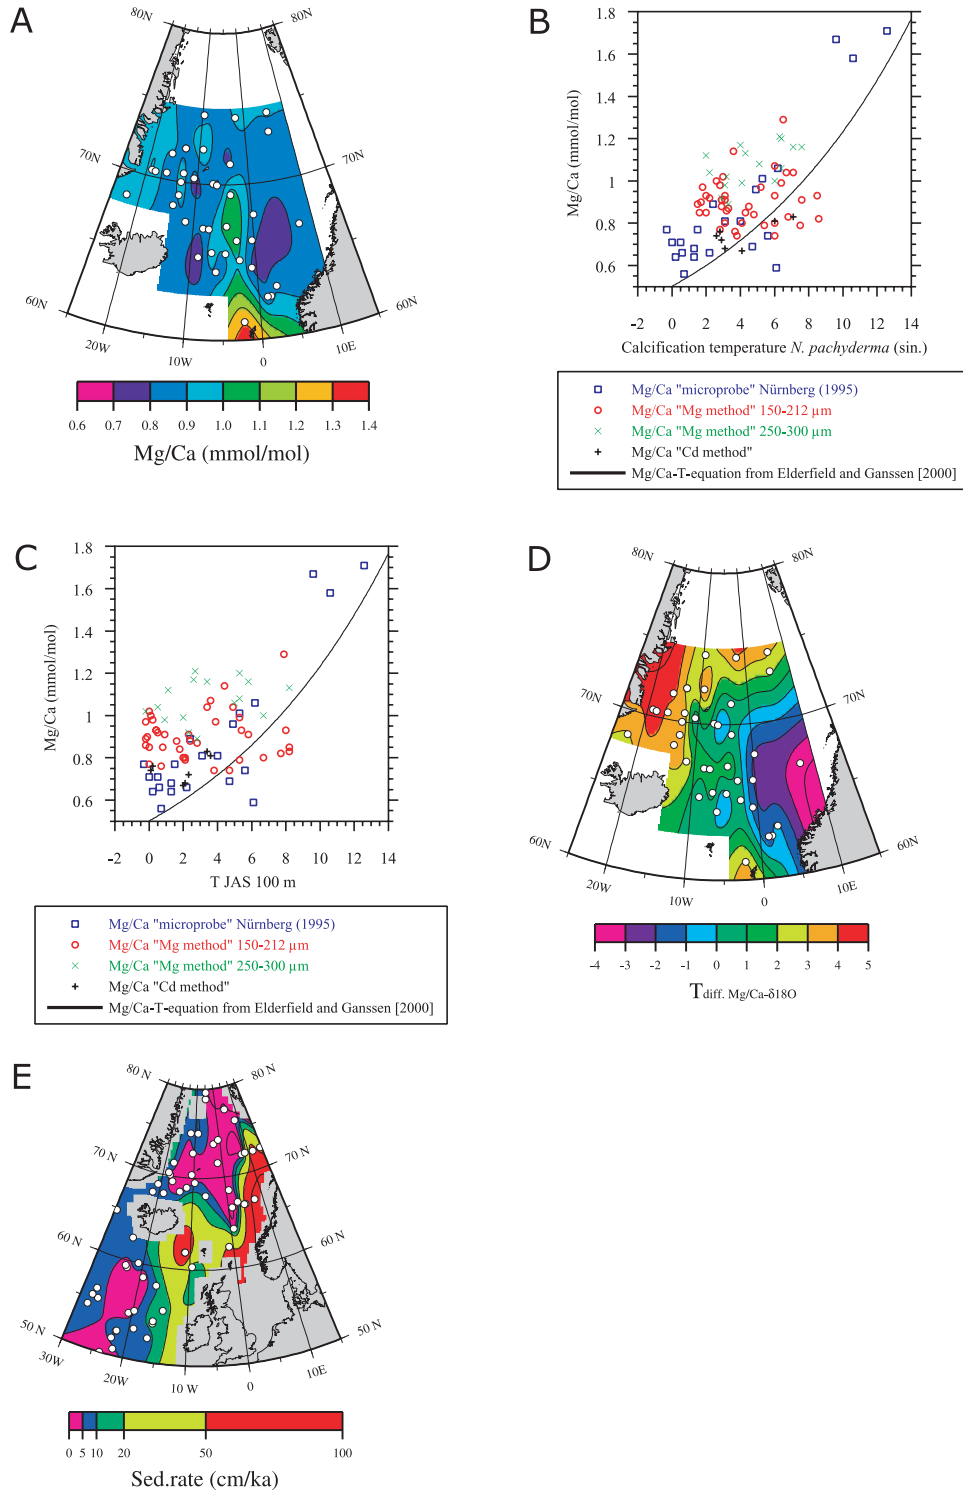 A
80N
80N
70N
70N
60N
60N
20W
10W
0
10E
0.6 0.7 0.8 0.9 1.0 1.1 1.2 1.3 1.4
Mg/Ca (mmol/mol)
B
1.8
1.6
1.4
1.2
1
0.8
0.6
Mg/Ca (mmol/mol)
-2 0 2 4 6 8 10 12 14
Calcification temperature N. pachyderma (sin.)
Mg/Ca "microprobe" Nürnberg (1995)
Mg/Ca "Mg method" 150-212 µm
Mg/Ca "Mg method" 250-300 µm
Mg/Ca "Cd method"
Mg/Ca-T-equation from Elderfield and Ganssen [2000]
C
1.8
1.6
1.4
1.2
1
0.8
0.6
Mg/Ca (mmol/mol)
-2 0 2 4 6 8 10 12 14
T JAS 100 m
Mg/Ca "microprobe" Nürnberg (1995)
Mg/Ca "Mg method" 150-212 µm
Mg/Ca "Mg method" 250-300 µm
Mg/Ca "Cd method"
Mg/Ca-T-equation from Elderfield and Ganssen [2000]
D
80N
80N
70N
70N
60N
60N
20W
10W
0
10E
-4 -3 -2 -1 0 1 2 3 4 5
Tdiff. Mg/Ca-δ18O
E
80 N
80 N
70 N
70 N
60 N
60 N
50 N
50 N
30W
20W
10 W
0
10E
0 5 10 20 50 100
Sed.rate (cm/ka)